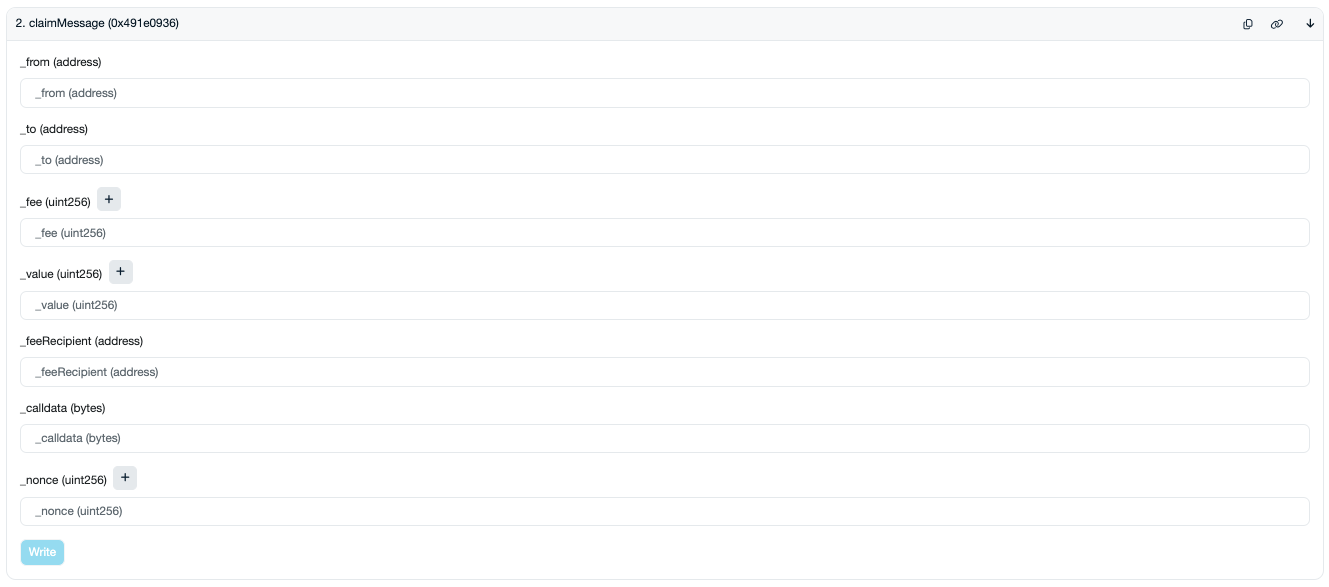 2. claimMessage (0x491e0936)
_from (address)
_from (address)
_to (address)
_to (address)
_fee (uint256) +
_fee (uint256)
_value (uint256) +
_value (uint256)
_feeRecipient (address)
_feeRecipient (address)
_calldata (bytes)
_calldata (bytes)
_nonce (uint256) +
_nonce (uint256)
Write